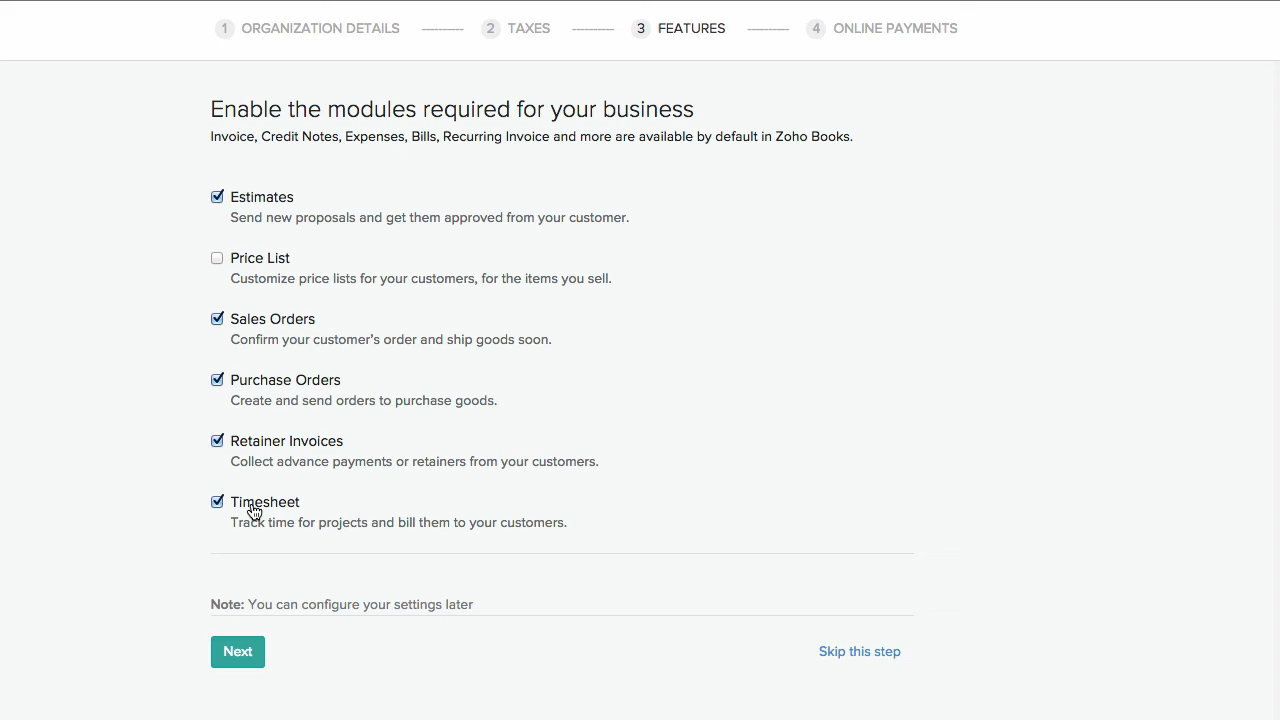 1 ORGANIZATION DETAILS 2 TAXES 3 FEATURES 4 ONLINE PAYMENTS
Enable the modules required for your business
Invoice, Credit Notes, Expenses, Bills, Recurring Invoice and more are available by default in Zoho Books.
Estimates
Send new proposals and get them approved from your customer.
Price List
Customize price lists for your customers, for the items you sell.
Sales Orders
Confirm your customer's order and ship goods soon.
Purchase Orders
Create and send orders to purchase goods.
Retainer Invoices
Collect advance payments or retainers from your customers.
Timesheet
Track time for projects and bill them to your customers.
Note: You can configure your settings later
Next Skip this step